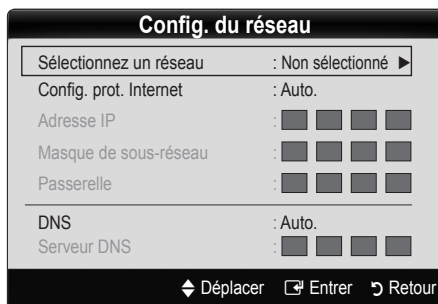 Config. du réseau
Sélectionnez un réseau : Non sélectionné ►
Config. prot. Internet : Auto.
Adresse IP :
Masque de sous-réseau :
Passerelle :
DNS : Auto.
Serveur DNS :
Déplacer Entrer Retour